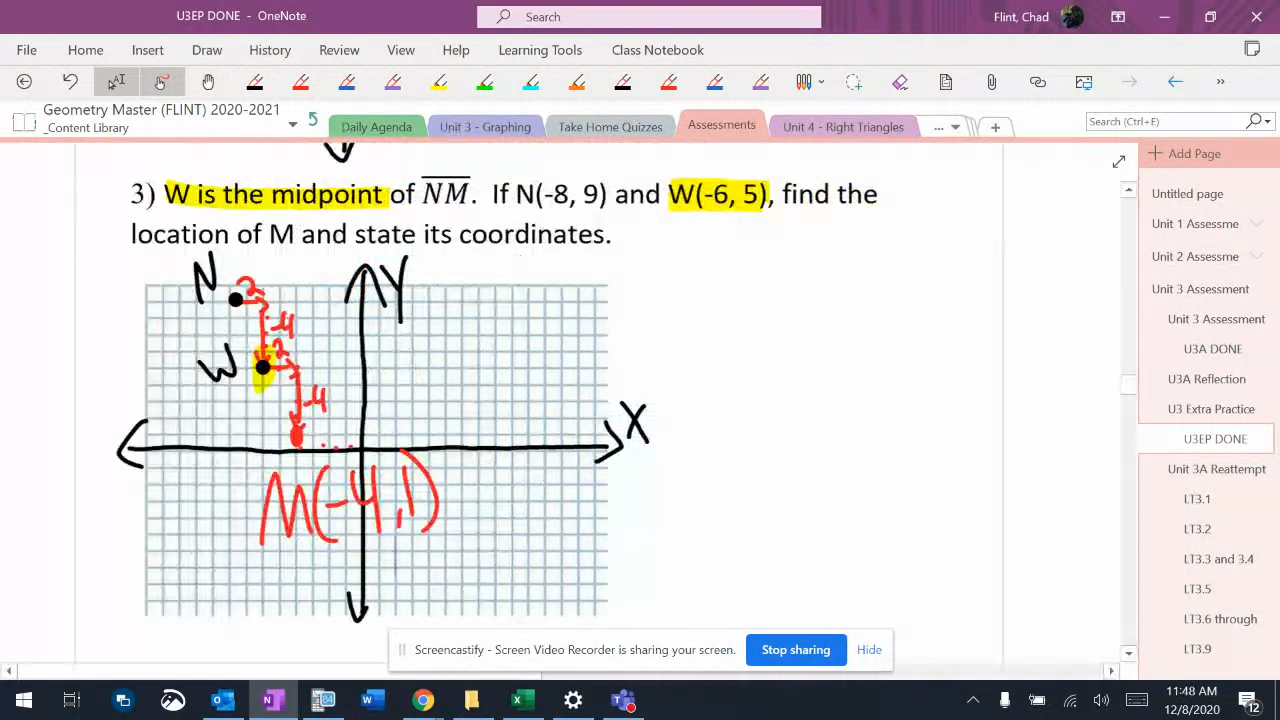 U3EP DONE - OneNote
Search
Flint, Chad
File Home Insert Draw History Review View Help Learning Tools Class Notebook
Geometry Master (FLINT) 2020-2021
_Content Library
Daily Agenda
Unit 3 - Graphing
Take Home Quizzes
Assessments
Unit 4 - Right Triangles
...
Search (Ctrl+E)
3) W is the midpoint of NM. If N(-8, 9) and W(-6, 5), find the
location of M and state its coordinates.
N
Y
2
-4
W
2
-4
X
M(-4,1)
Add Page
Untitled page
Unit 1 Assessme
Unit 2 Assessme
Unit 3 Assessment
Unit 3 Assessment
U3A DONE
U3A Reflection
U3 Extra Practice
U3EP DONE
Unit 3A Reattempt
LT3.1
LT3.2
LT3.3 and 3.4
LT3.5
LT3.6 through
LT3.9
Screencastify - Screen Video Recorder is sharing your screen.
Stop sharing
Hide
11:48 AM
12/8/2020
12